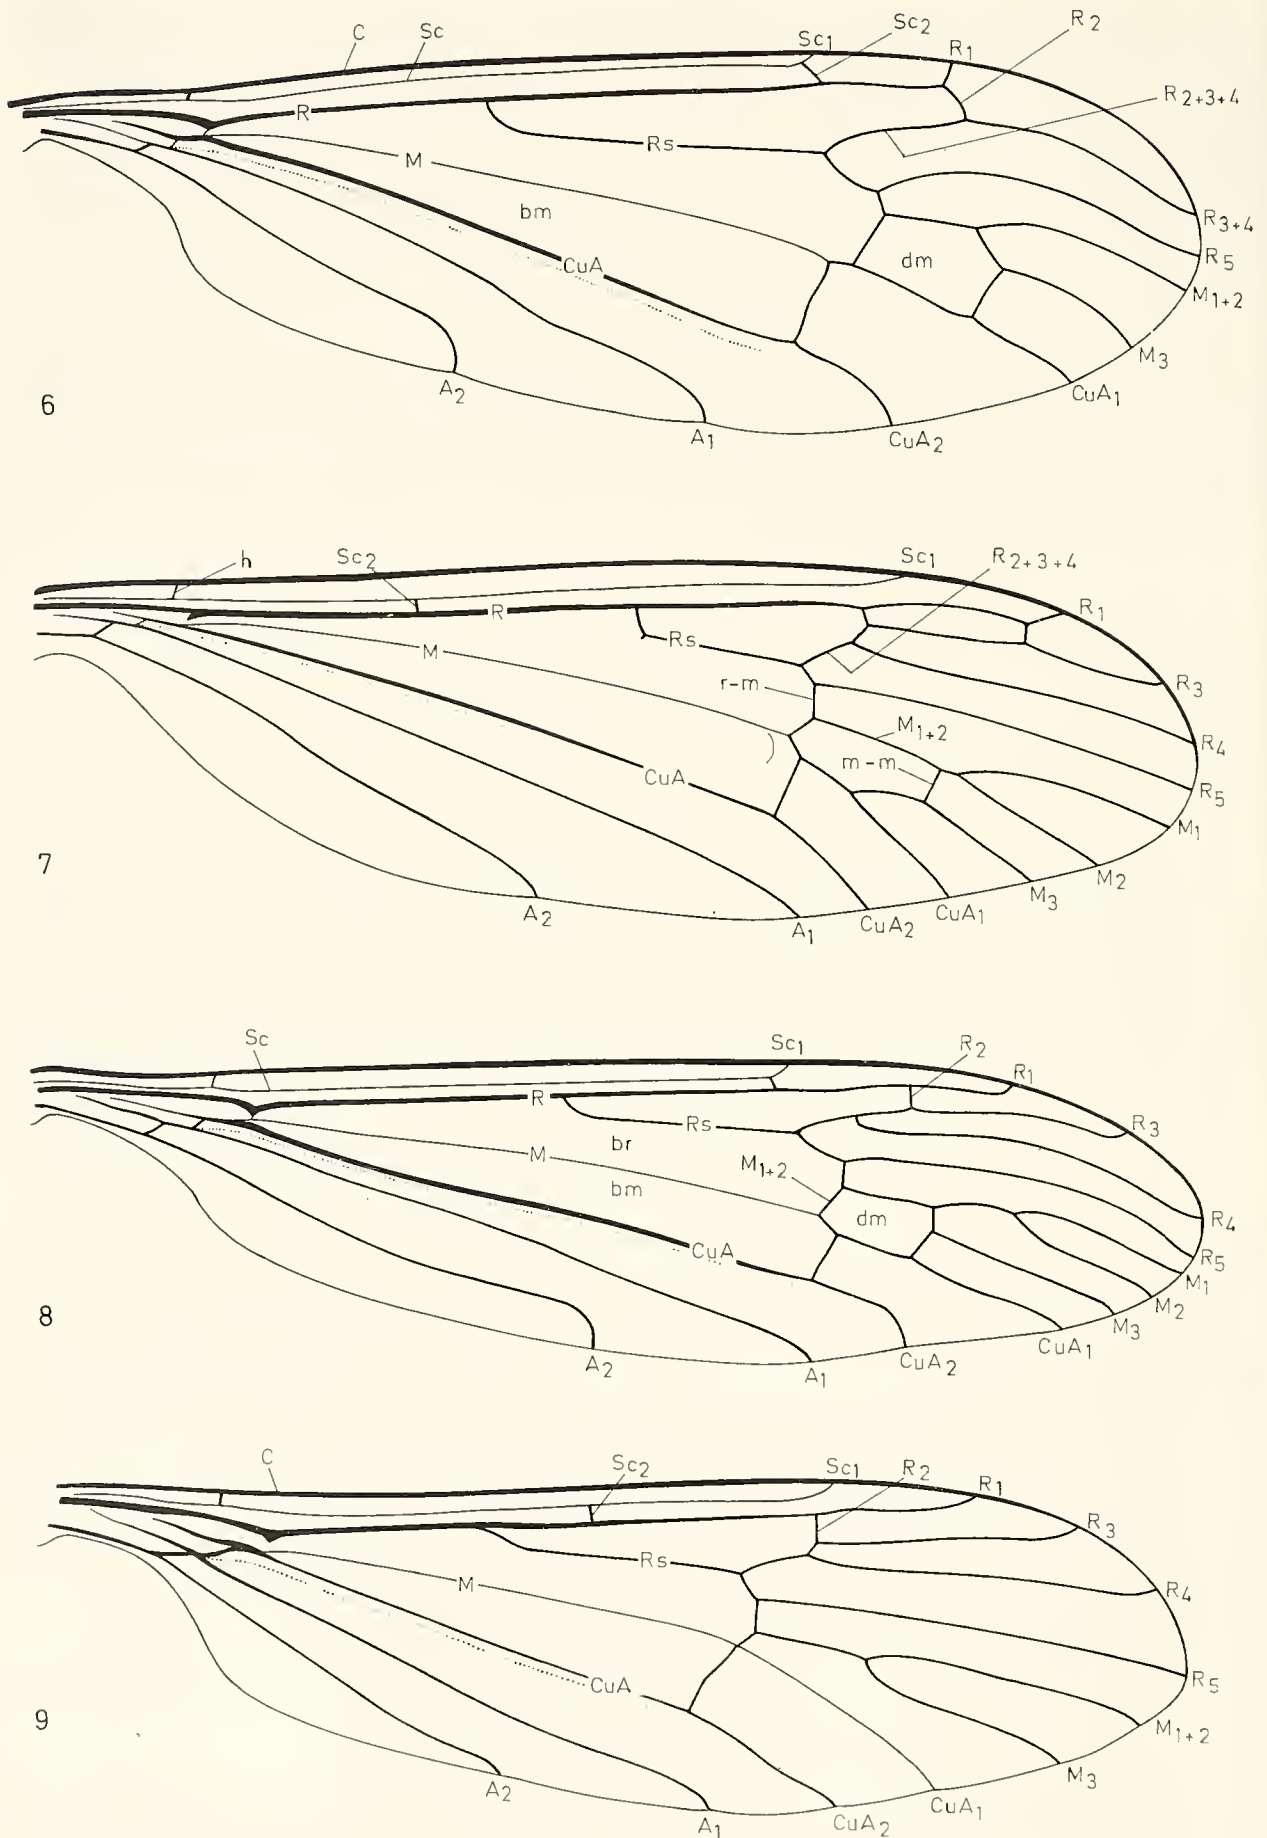 C Sc Sc1 Sc2 R1 R2
R2+3+4
R Rs
M
bm
CuA dm
R3+4
R5
M1+2
M3
CuA1
A2 A1 CuA2
6
h Sc2 Sc1 R2+3+4
R R1
M Rs
r-m R3
M1+2 R4
CuA m-m R5
M1
M2
M3
A2 A1 CuA2 CuA1
7
Sc Sc1 R2 R1
R Rs R3
br
M M1+2
bm dm
CuA R4
R5
M1
M2
M3
A2 A1 CuA2 CuA1
8
C Sc2 Sc1 R2 R1
R3
Rs
M R4
CuA R5
M1+2
M3
A2 A1 CuA2 CuA1
9